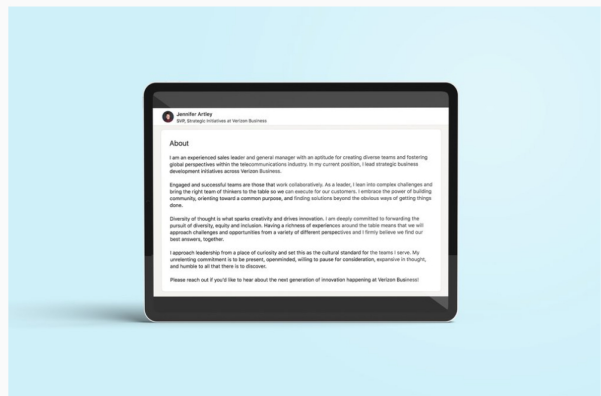 Jennifer Artley
SVP, Strategic Initiatives at Verizon Business
About
I am an experienced sales leader and general manager with an aptitude for creating diverse teams and fostering
global perspectives within the telecommunications industry. In my current position, I lead strategic business
development initiatives across Verizon Business.
Engaged and successful teams are those that work collaboratively. As a leader, I lean into complex challenges and
bring the right team of thinkers to the table so we can execute for our customers. I embrace the power of building
community, orienting toward a common purpose, and finding solutions beyond the obvious ways of getting things
done.
Diversity of thought is what sparks creativity and drives innovation. I am deeply committed to forwarding the
pursuit of diversity, equity and inclusion. Having a richness of experiences around the table means that we will
approach challenges and opportunities from a variety of different perspectives and I firmly believe we find our
best answers, together.
I approach leadership from a place of curiosity and set this as the cultural standard for the teams I serve. My
unrelenting commitment is to be present, openminded, willing to pause for consideration, expansive in thought,
and humble to all that there is to discover.
Please reach out if you'd like to hear about the next generation of innovation happening at Verizon Business!